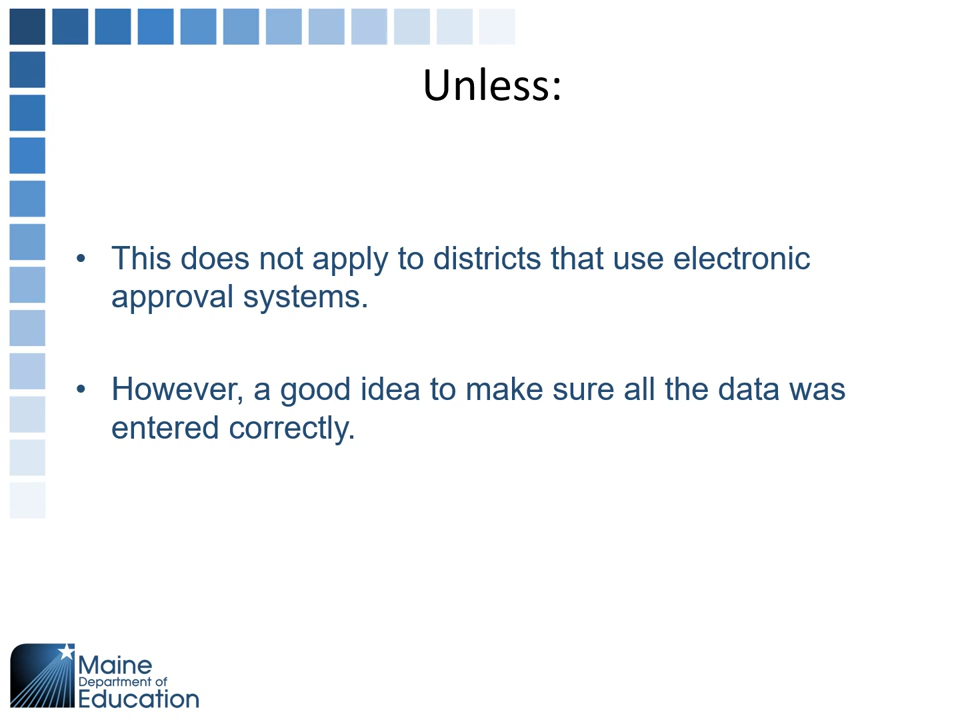 Unless:
• This does not apply to districts that use electronic
approval systems.
• However, a good idea to make sure all the data was
entered correctly.
Maine
Department of
Education